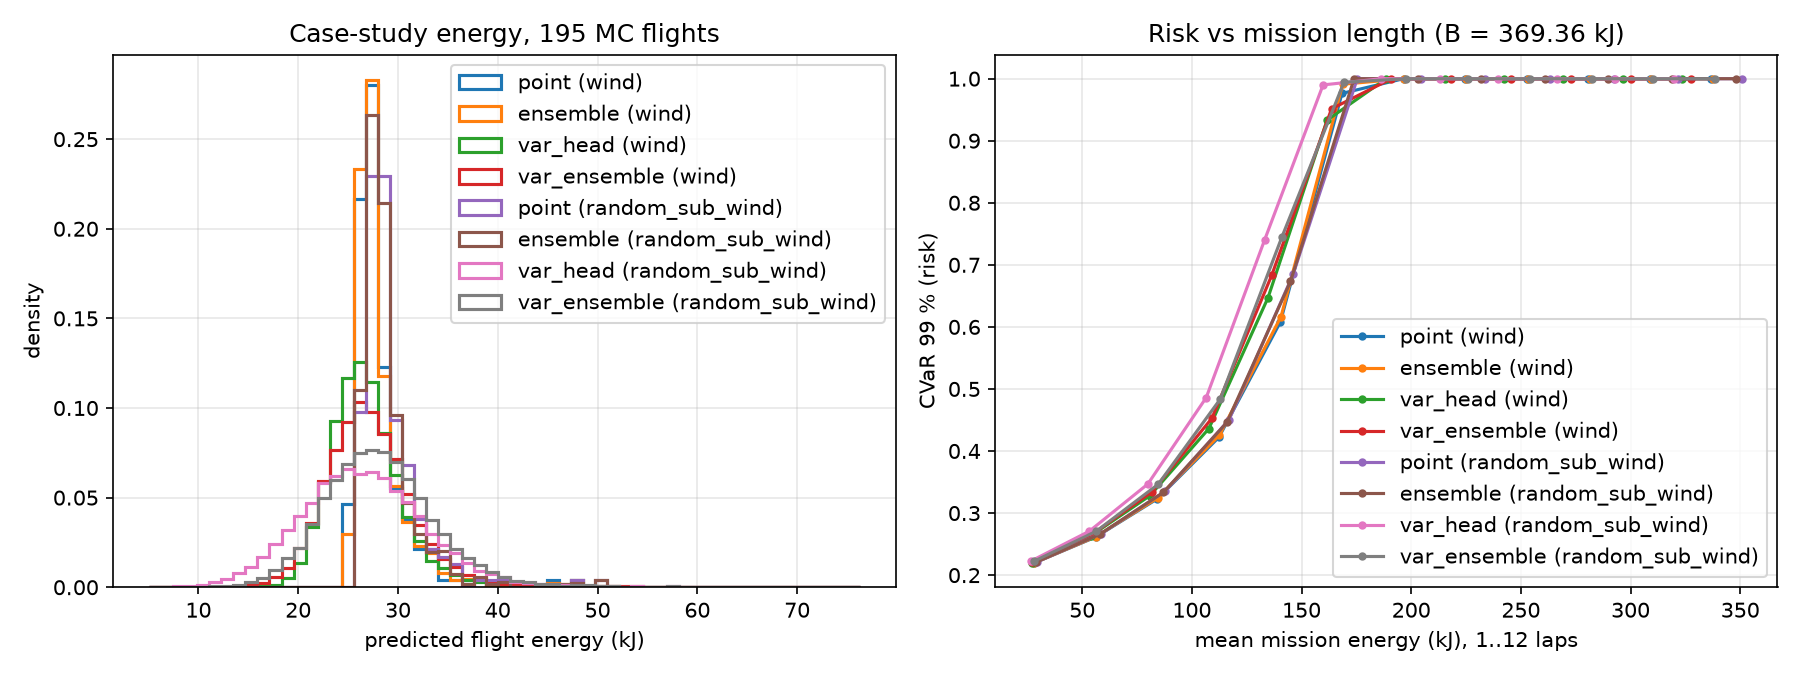 Case-study energy, 195 MC flights
density
0.25
0.20
0.15
0.10
0.05
0.00
10 20 30 40 50 60 70
predicted flight energy (kJ)
point (wind)
ensemble (wind)
var_head (wind)
var_ensemble (wind)
point (random_sub_wind)
ensemble (random_sub_wind)
var_head (random_sub_wind)
var_ensemble (random_sub_wind)
Risk vs mission length (B = 369.36 kJ)
CVaR 99 % (risk)
1.0
0.9
0.8
0.7
0.6
0.5
0.4
0.3
0.2
50 100 150 200 250 300 350
mean mission energy (kJ), 1..12 laps
point (wind)
ensemble (wind)
var_head (wind)
var_ensemble (wind)
point (random_sub_wind)
ensemble (random_sub_wind)
var_head (random_sub_wind)
var_ensemble (random_sub_wind)